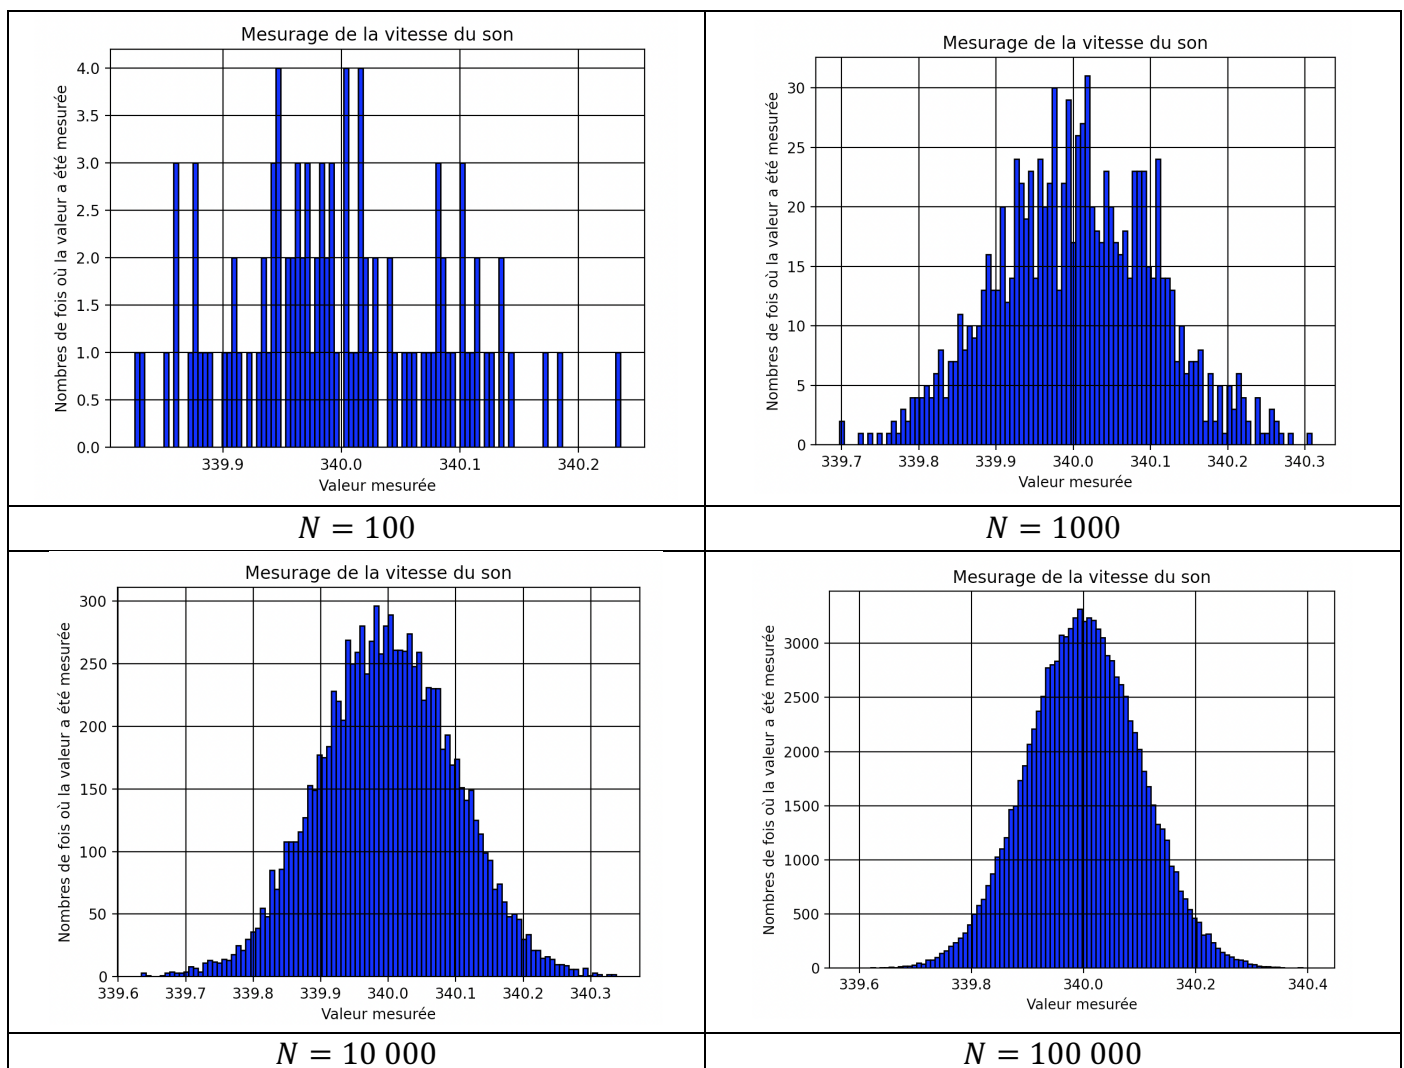 Mesurage de la vitesse du son
Nombres de fois où la valeur a été mesurée
4.0
3.5
3.0
2.5
2.0
1.5
1.0
0.5
0.0
339.9 340.0 340.1 340.2
Valeur mesurée
Mesurage de la vitesse du son
Nombres de fois où la valeur a été mesurée
30
25
20
15
10
5
0
339.7 339.8 339.9 340.0 340.1 340.2 340.3
Valeur mesurée
N = 100
N = 1000
Mesurage de la vitesse du son
Nombres de fois où la valeur a été mesurée
300
250
200
150
100
50
0
339.6 339.7 339.8 339.9 340.0 340.1 340.2 340.3
Valeur mesurée
Mesurage de la vitesse du son
Nombres de fois où la valeur a été mesurée
3000
2500
2000
1500
1000
500
0
339.6 339.8 340.0 340.2 340.4
Valeur mesurée
N = 10 000
N = 100 000